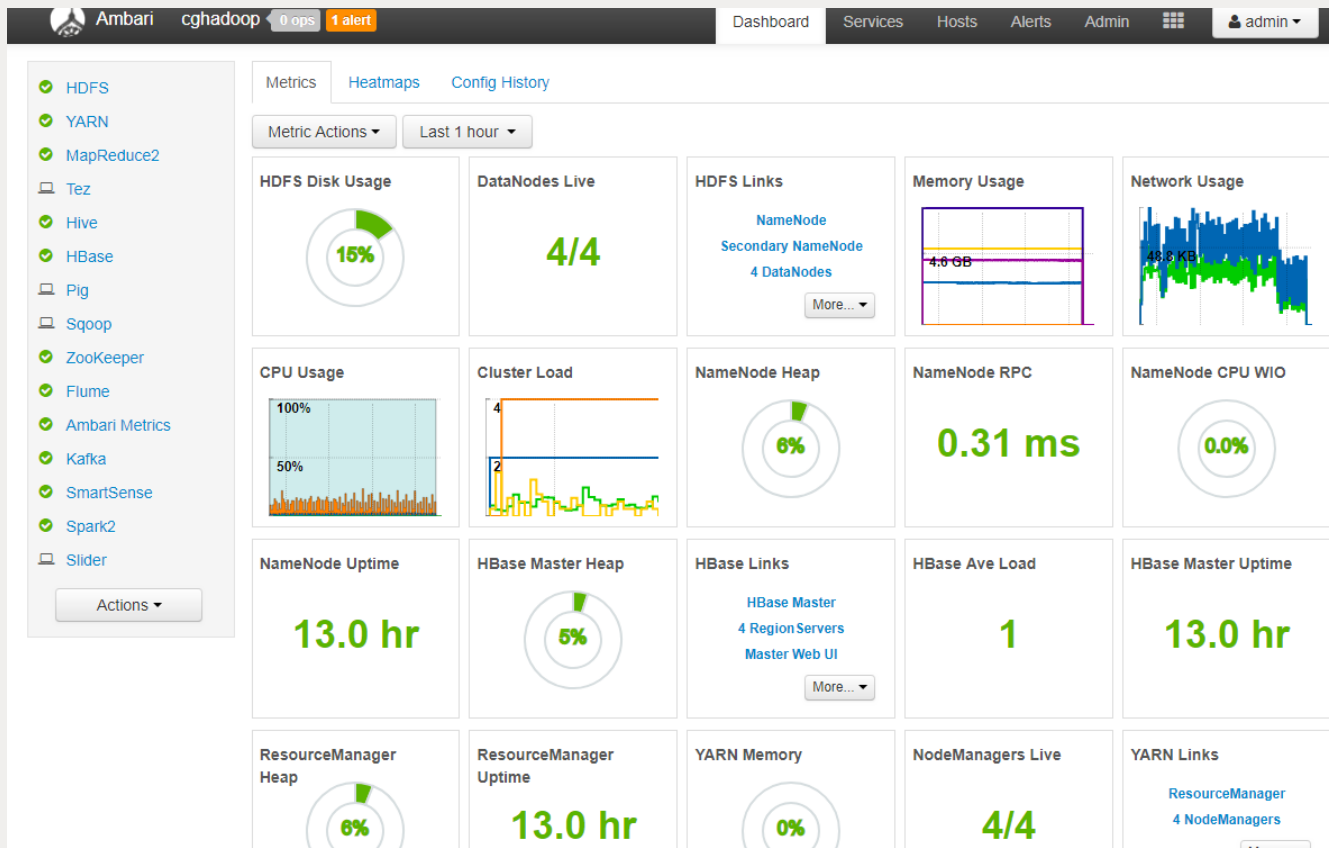 Ambari cghadoop 0 ops 1 alert Dashboard Services Hosts Alerts Admin admin
HDFS
YARN
MapReduce2
Tez
Hive
HBase
Pig
Sqoop
ZooKeeper
Flume
Ambari Metrics
Kafka
SmartSense
Spark2
Slider
Actions
Metrics Heatmaps Config History
Metric Actions Last 1 hour
HDFS Disk Usage
15%
DataNodes Live
4/4
HDFS Links
NameNode
Secondary NameNode
4 DataNodes
More...
Memory Usage
4.6 GB
Network Usage
48.8 KB
CPU Usage
100%
50%
Cluster Load
4
2
NameNode Heap
6%
NameNode RPC
0.31 ms
NameNode CPU WIO
0.0%
NameNode Uptime
13.0 hr
HBase Master Heap
5%
HBase Links
HBase Master
4 RegionServers
Master Web UI
More...
HBase Ave Load
1
HBase Master Uptime
13.0 hr
ResourceManager
Heap
6%
ResourceManager
Uptime
13.0 hr
YARN Memory
0%
NodeManagers Live
4/4
YARN Links
ResourceManager
4 NodeManagers